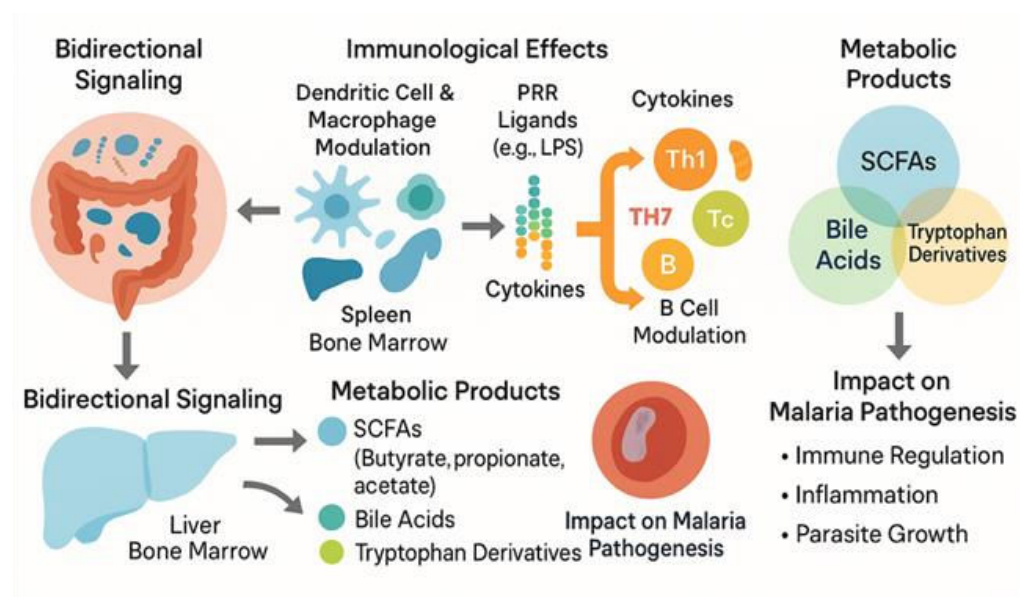 Bidirectional
Signaling
Immunological Effects
Dendritic Cell &
Macrophage
Modulation
PRR
Ligands
(e.g., LPS)
Cytokines
Th1
TH7
Tc
B
Cytokines
B Cell
Modulation
Spleen
Bone Marrow
Metabolic
Products
SCFAs
Bile
Acids
Tryptophan
Derivatives
Bidirectional Signaling
Liver
Bone Marrow
Metabolic Products
SCFAs
(Butyrate, propionate,
acetate)
Bile Acids
Tryptophan Derivatives
Impact on Malaria
Pathogenesis
Impact on
Malaria Pathogenesis
• Immune Regulation
• Inflammation
• Parasite Growth